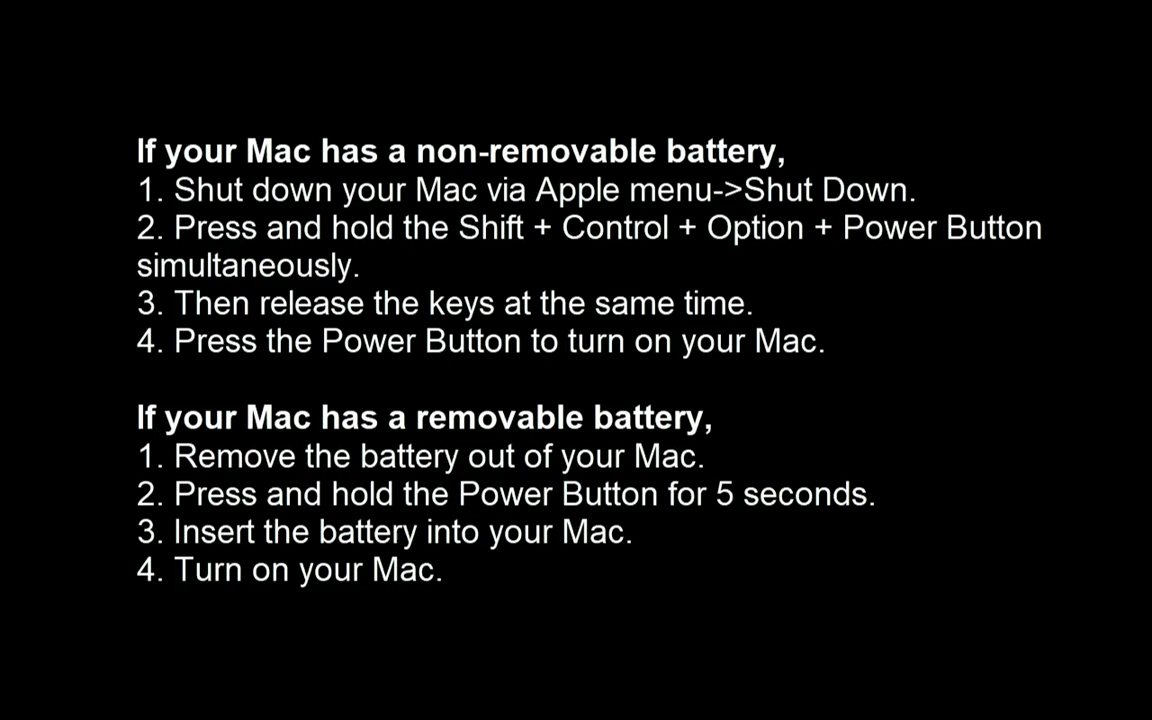 If your Mac has a non-removable battery,
1. Shut down your Mac via Apple menu->Shut Down.
2. Press and hold the Shift + Control + Option + Power Button
simultaneously.
3. Then release the keys at the same time.
4. Press the Power Button to turn on your Mac.
If your Mac has a removable battery,
1. Remove the battery out of your Mac.
2. Press and hold the Power Button for 5 seconds.
3. Insert the battery into your Mac.
4. Turn on your Mac.